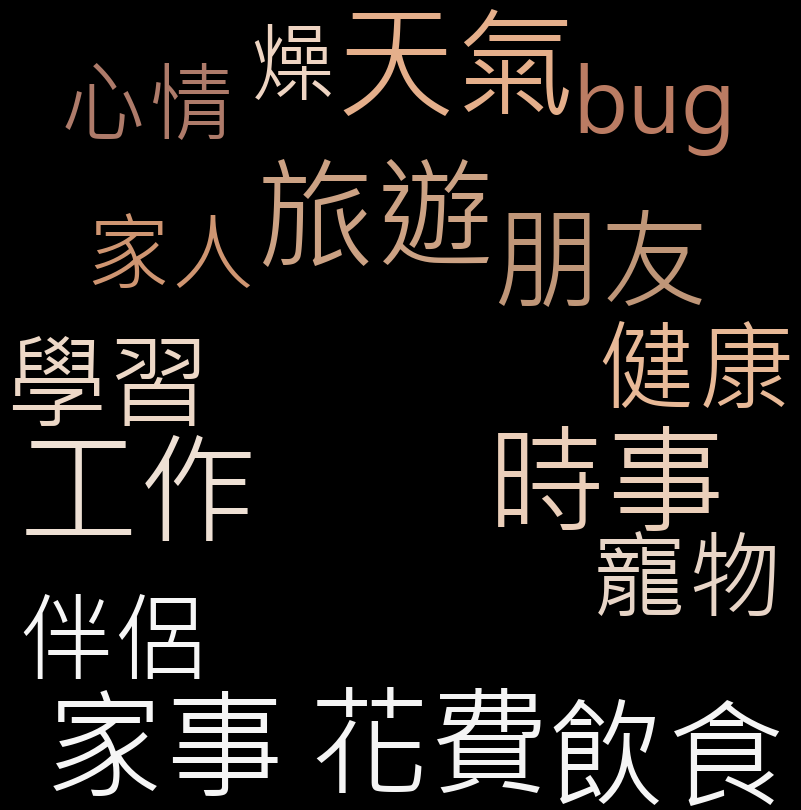 燥 天氣
心情 bug
旅遊
家人 朋友
健康
學習
工作 時事
寵物
伴侶
家事 花費 飲食